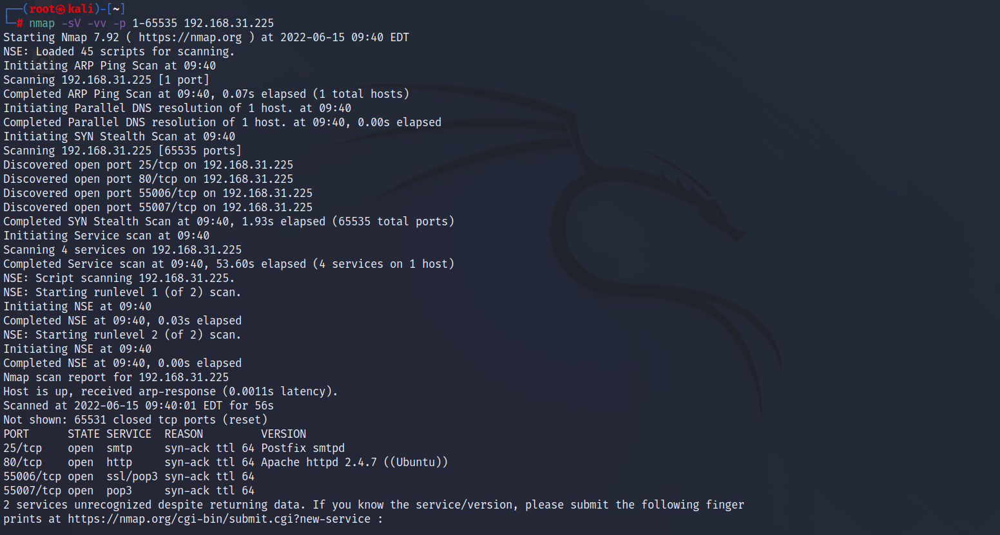 ┌──(root㉿kali)-[~]
└─# nmap -sV -vv -p 1-65535 192.168.31.225
Starting Nmap 7.92 ( https://nmap.org ) at 2022-06-15 09:40 EDT
NSE: Loaded 45 scripts for scanning.
Initiating ARP Ping Scan at 09:40
Scanning 192.168.31.225 [1 port]
Completed ARP Ping Scan at 09:40, 0.07s elapsed (1 total hosts)
Initiating Parallel DNS resolution of 1 host. at 09:40
Completed Parallel DNS resolution of 1 host. at 09:40, 0.00s elapsed
Initiating SYN Stealth Scan at 09:40
Scanning 192.168.31.225 [65535 ports]
Discovered open port 25/tcp on 192.168.31.225
Discovered open port 80/tcp on 192.168.31.225
Discovered open port 55006/tcp on 192.168.31.225
Discovered open port 55007/tcp on 192.168.31.225
Completed SYN Stealth Scan at 09:40, 1.93s elapsed (65535 total ports)
Initiating Service scan at 09:40
Scanning 4 services on 192.168.31.225
Completed Service scan at 09:40, 53.60s elapsed (4 services on 1 host)
NSE: Script scanning 192.168.31.225.
NSE: Starting runlevel 1 (of 2) scan.
Initiating NSE at 09:40
Completed NSE at 09:40, 0.03s elapsed
NSE: Starting runlevel 2 (of 2) scan.
Initiating NSE at 09:40
Completed NSE at 09:40, 0.00s elapsed
Nmap scan report for 192.168.31.225
Host is up, received arp-response (0.0011s latency).
Scanned at 2022-06-15 09:40:01 EDT for 56s
Not shown: 65531 closed tcp ports (reset)
PORT      STATE SERVICE  REASON         VERSION
25/tcp    open  smtp     syn-ack ttl 64 Postfix smtpd
80/tcp    open  http     syn-ack ttl 64 Apache httpd 2.4.7 ((Ubuntu))
55006/tcp open  ssl/pop3 syn-ack ttl 64
55007/tcp open  pop3     syn-ack ttl 64
2 services unrecognized despite returning data. If you know the service/version, please submit the following finger
prints at https://nmap.org/cgi-bin/submit.cgi?new-service :